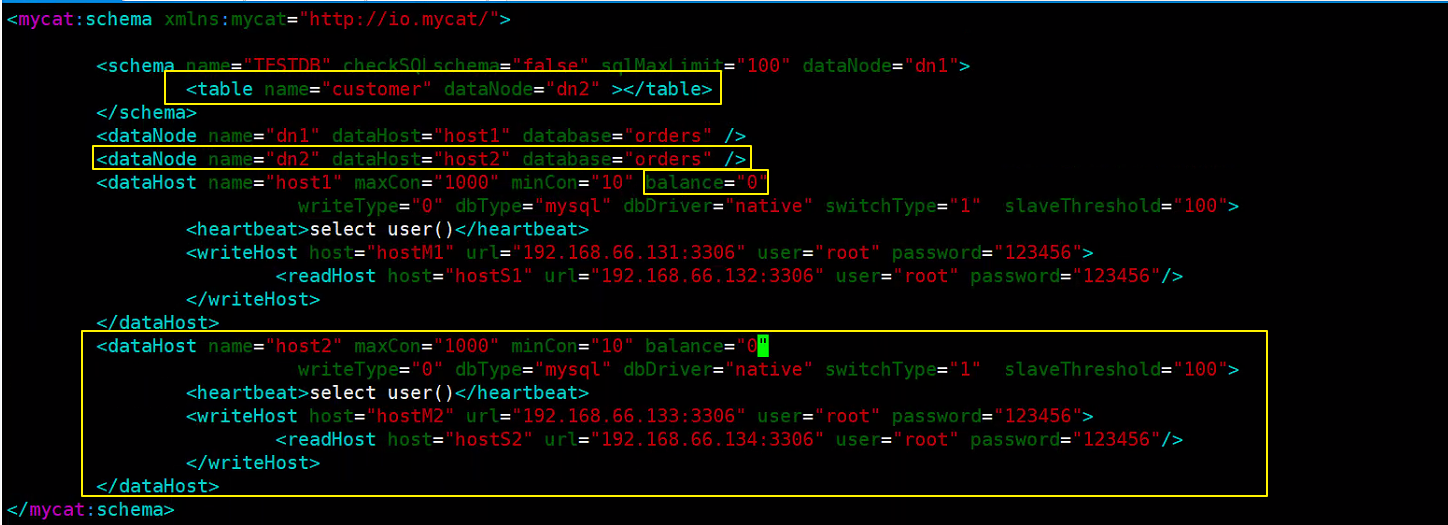 <mycat:schema xmlns:mycat="http://io.mycat/">
<schema name="TESTDB" checkSQLschema="false" sqlMaxLimit="100" dataNode="dn1">
<table name="customer" dataNode="dn2" ></table>
</schema>
<dataNode name="dn1" dataHost="host1" database="orders" />
<dataNode name="dn2" dataHost="host2" database="orders" />
<dataHost name="host1" maxCon="1000" minCon="10" balance="0"
writeType="0" dbType="mysql" dbDriver="native" switchType="1"  slaveThreshold="100">
<heartbeat>select user()</heartbeat>
<writeHost host="hostM1" url="192.168.66.131:3306" user="root" password="123456">
<readHost host="hostS1" url="192.168.66.132:3306" user="root" password="123456"/>
</writeHost>
</dataHost>
<dataHost name="host2" maxCon="1000" minCon="10" balance="0"
writeType="0" dbType="mysql" dbDriver="native" switchType="1"  slaveThreshold="100">
<heartbeat>select user()</heartbeat>
<writeHost host="hostM2" url="192.168.66.133:3306" user="root" password="123456">
<readHost host="hostS2" url="192.168.66.134:3306" user="root" password="123456"/>
</writeHost>
</dataHost>
</mycat:schema>